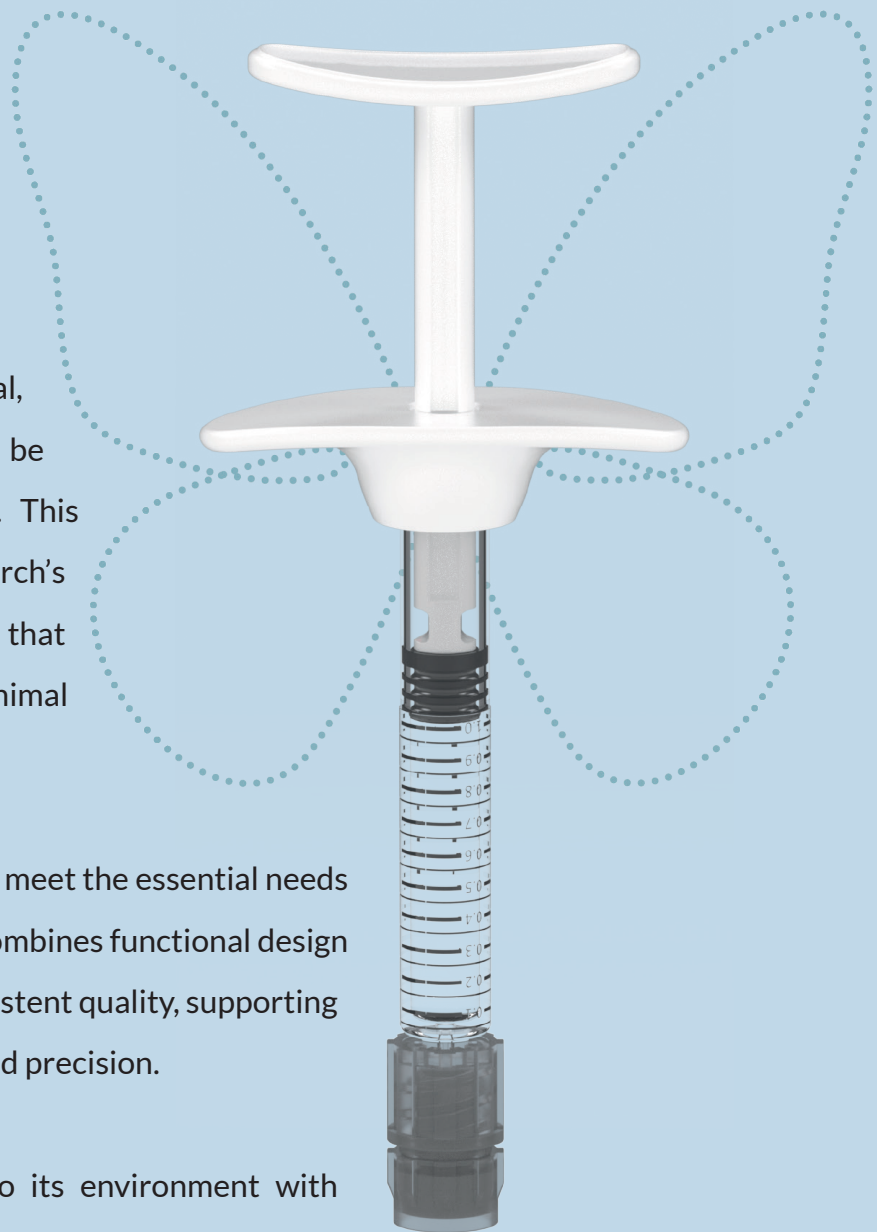 al,
be
. This
rch’s
that
nimal
1.0
0.9
0.8
0.7
0.6
0.5
0.4
0.3
0.2
0.1
meet the essential needs
ombines functional design
stent quality, supporting
d precision.
o its environment with